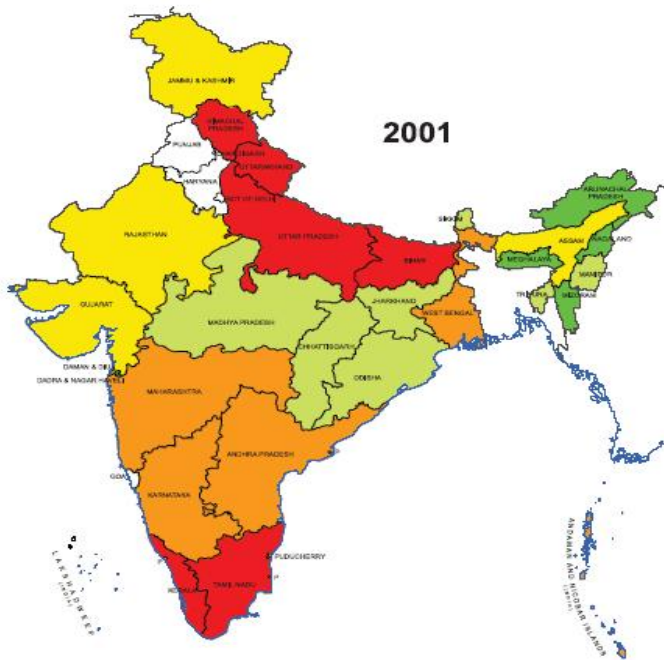 JAMMU & KASHMIR
HIMACHAL
PRADESH
2001
PUNJAB
UTTARAKHAND
HARYANA
NCT OF DELHI
ARUNACHAL
PRADESH
SIKKIM
RAJASTHAN
UTTAR PRADESH
ASSAM
NAGALAND
BIHAR
MEGHALAYA
MANIPUR
GUJARAT
JHARKHAND
TRIPURA
MIZORAM
MADHYA PRADESH
WEST BENGAL
CHHATTISGARH
DAMAN & DIU
ODISHA
DADRA & NAGAR HAVELI
MAHARASHTRA
ANDHRA PRADESH
GOA
KARNATAKA
PUDUCHERRY
LAKSHADWEEP
(INDIA)
KERALA
TAMIL NADU
ANDAMAN AND NICOBAR ISLANDS
(INDIA)